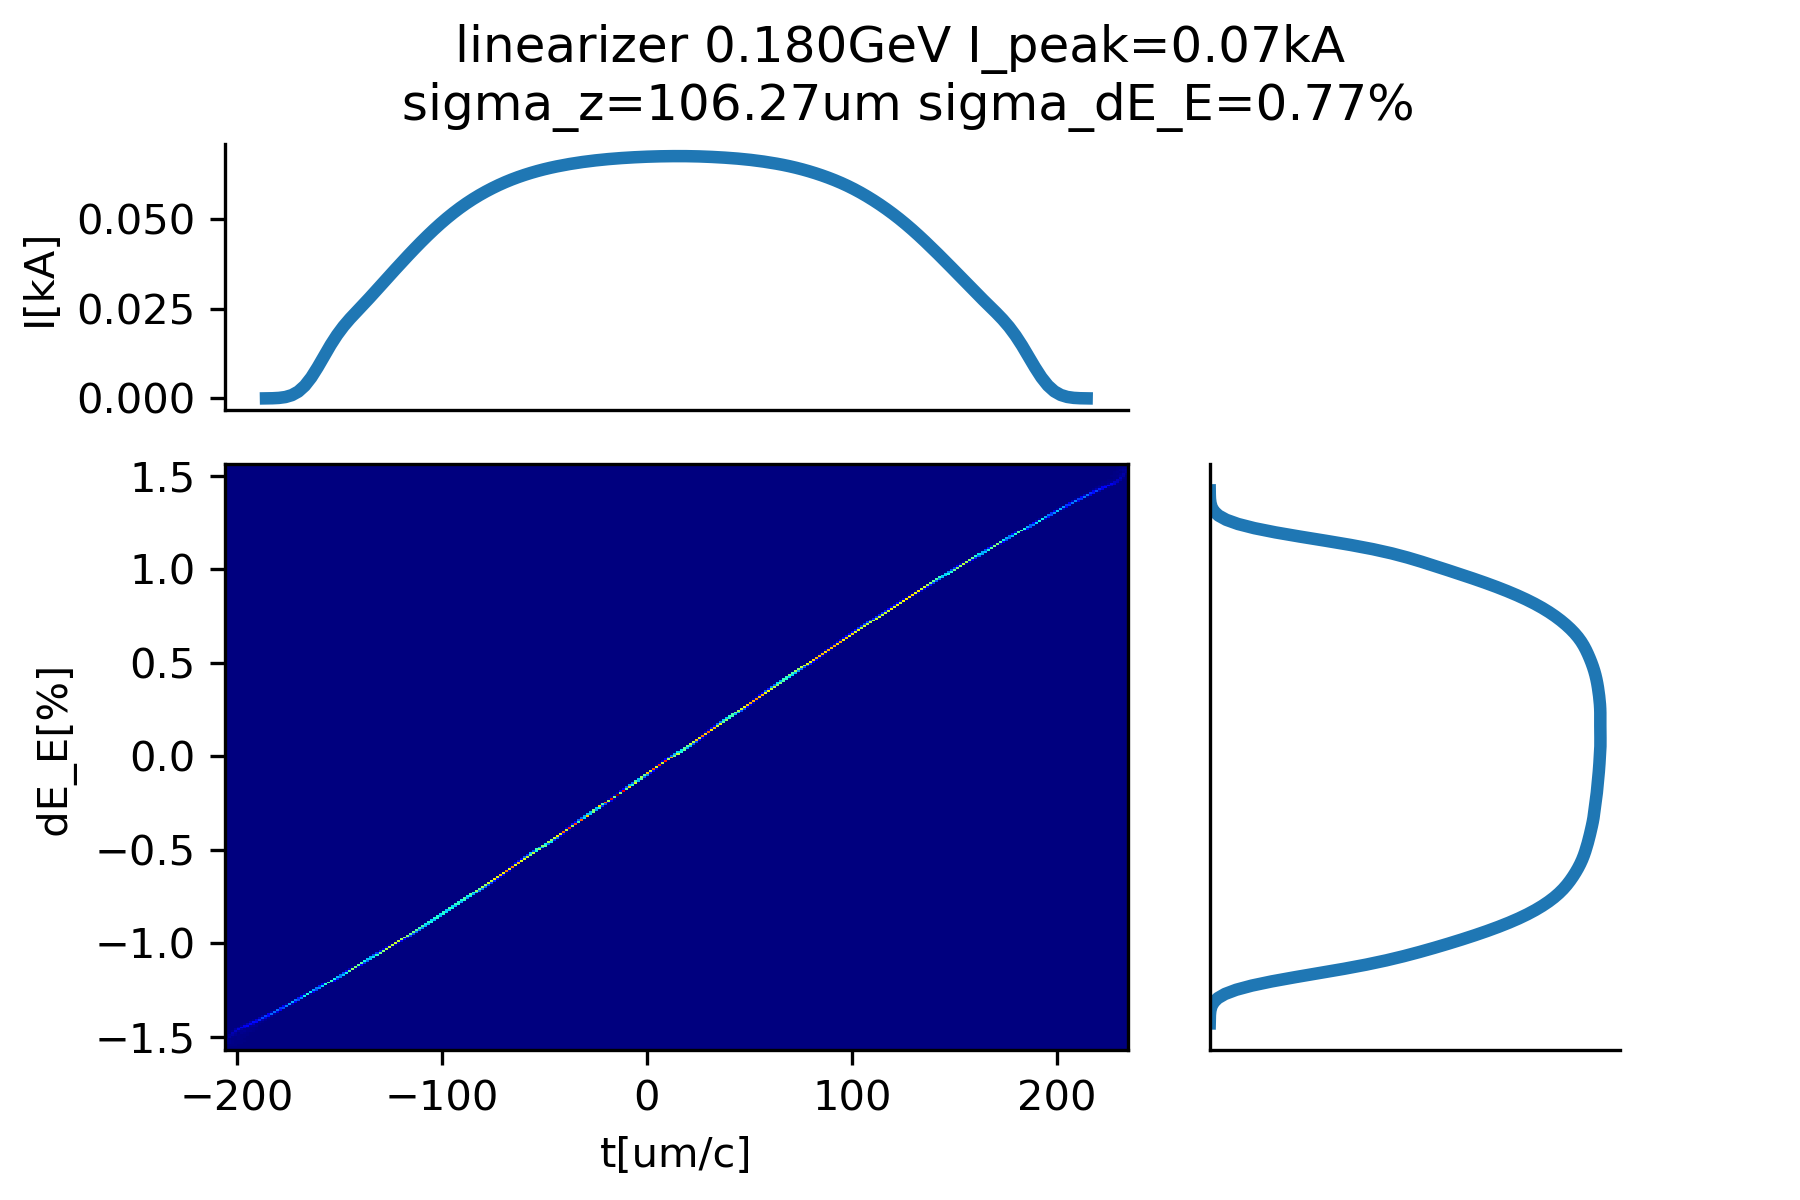 linearizer 0.180GeV I_peak=0.07kA
sigma_z=106.27um sigma_dE_E=0.77%
I[kA]
0.050
0.025
0.000
dE_E[%]
1.5
1.0
0.5
0.0
−0.5
−1.0
−1.5
−200 −100 0 100 200
t[um/c]